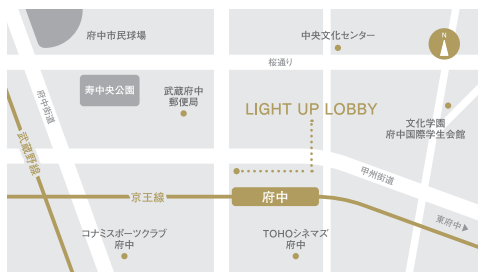 府中市民球場
中央文化センター
N
桜通り
寿中央公園
府中街道
武蔵府中
郵便局
LIGHT UP LOBBY
文化学園
府中国際学生会館
武蔵野線
甲州街道
京王線
府中
東府中▶
コナミスポーツクラブ
府中
TOHOシネマズ
府中